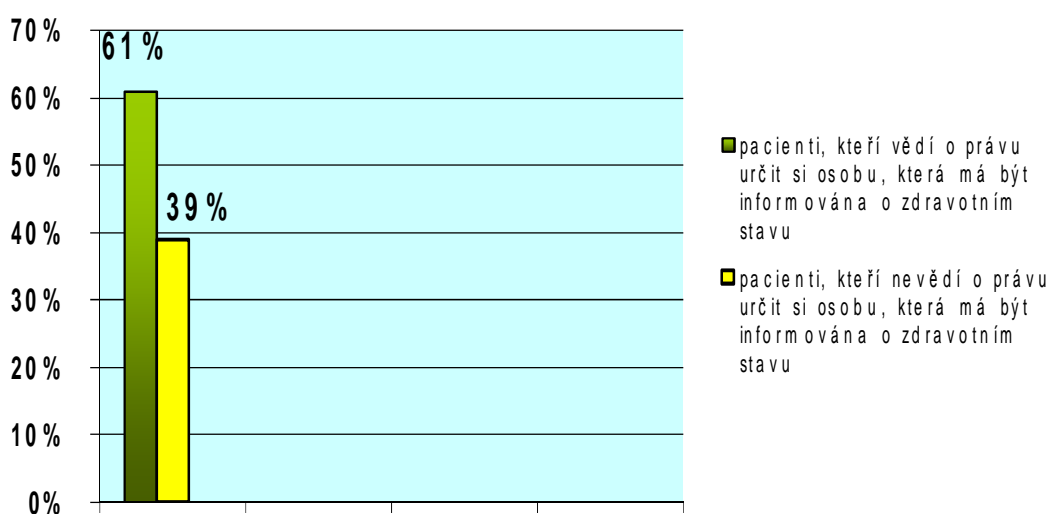 70%
60%
50%
40%
30%
20%
10%
0%
61%
39%
pacienti, kteří vědí o právu
určit si osobu, která má být
informována o zdravotním
stavu
pacienti, kteří nevědí o právu
určit si osobu, která má být
informována o zdravotním
stavu